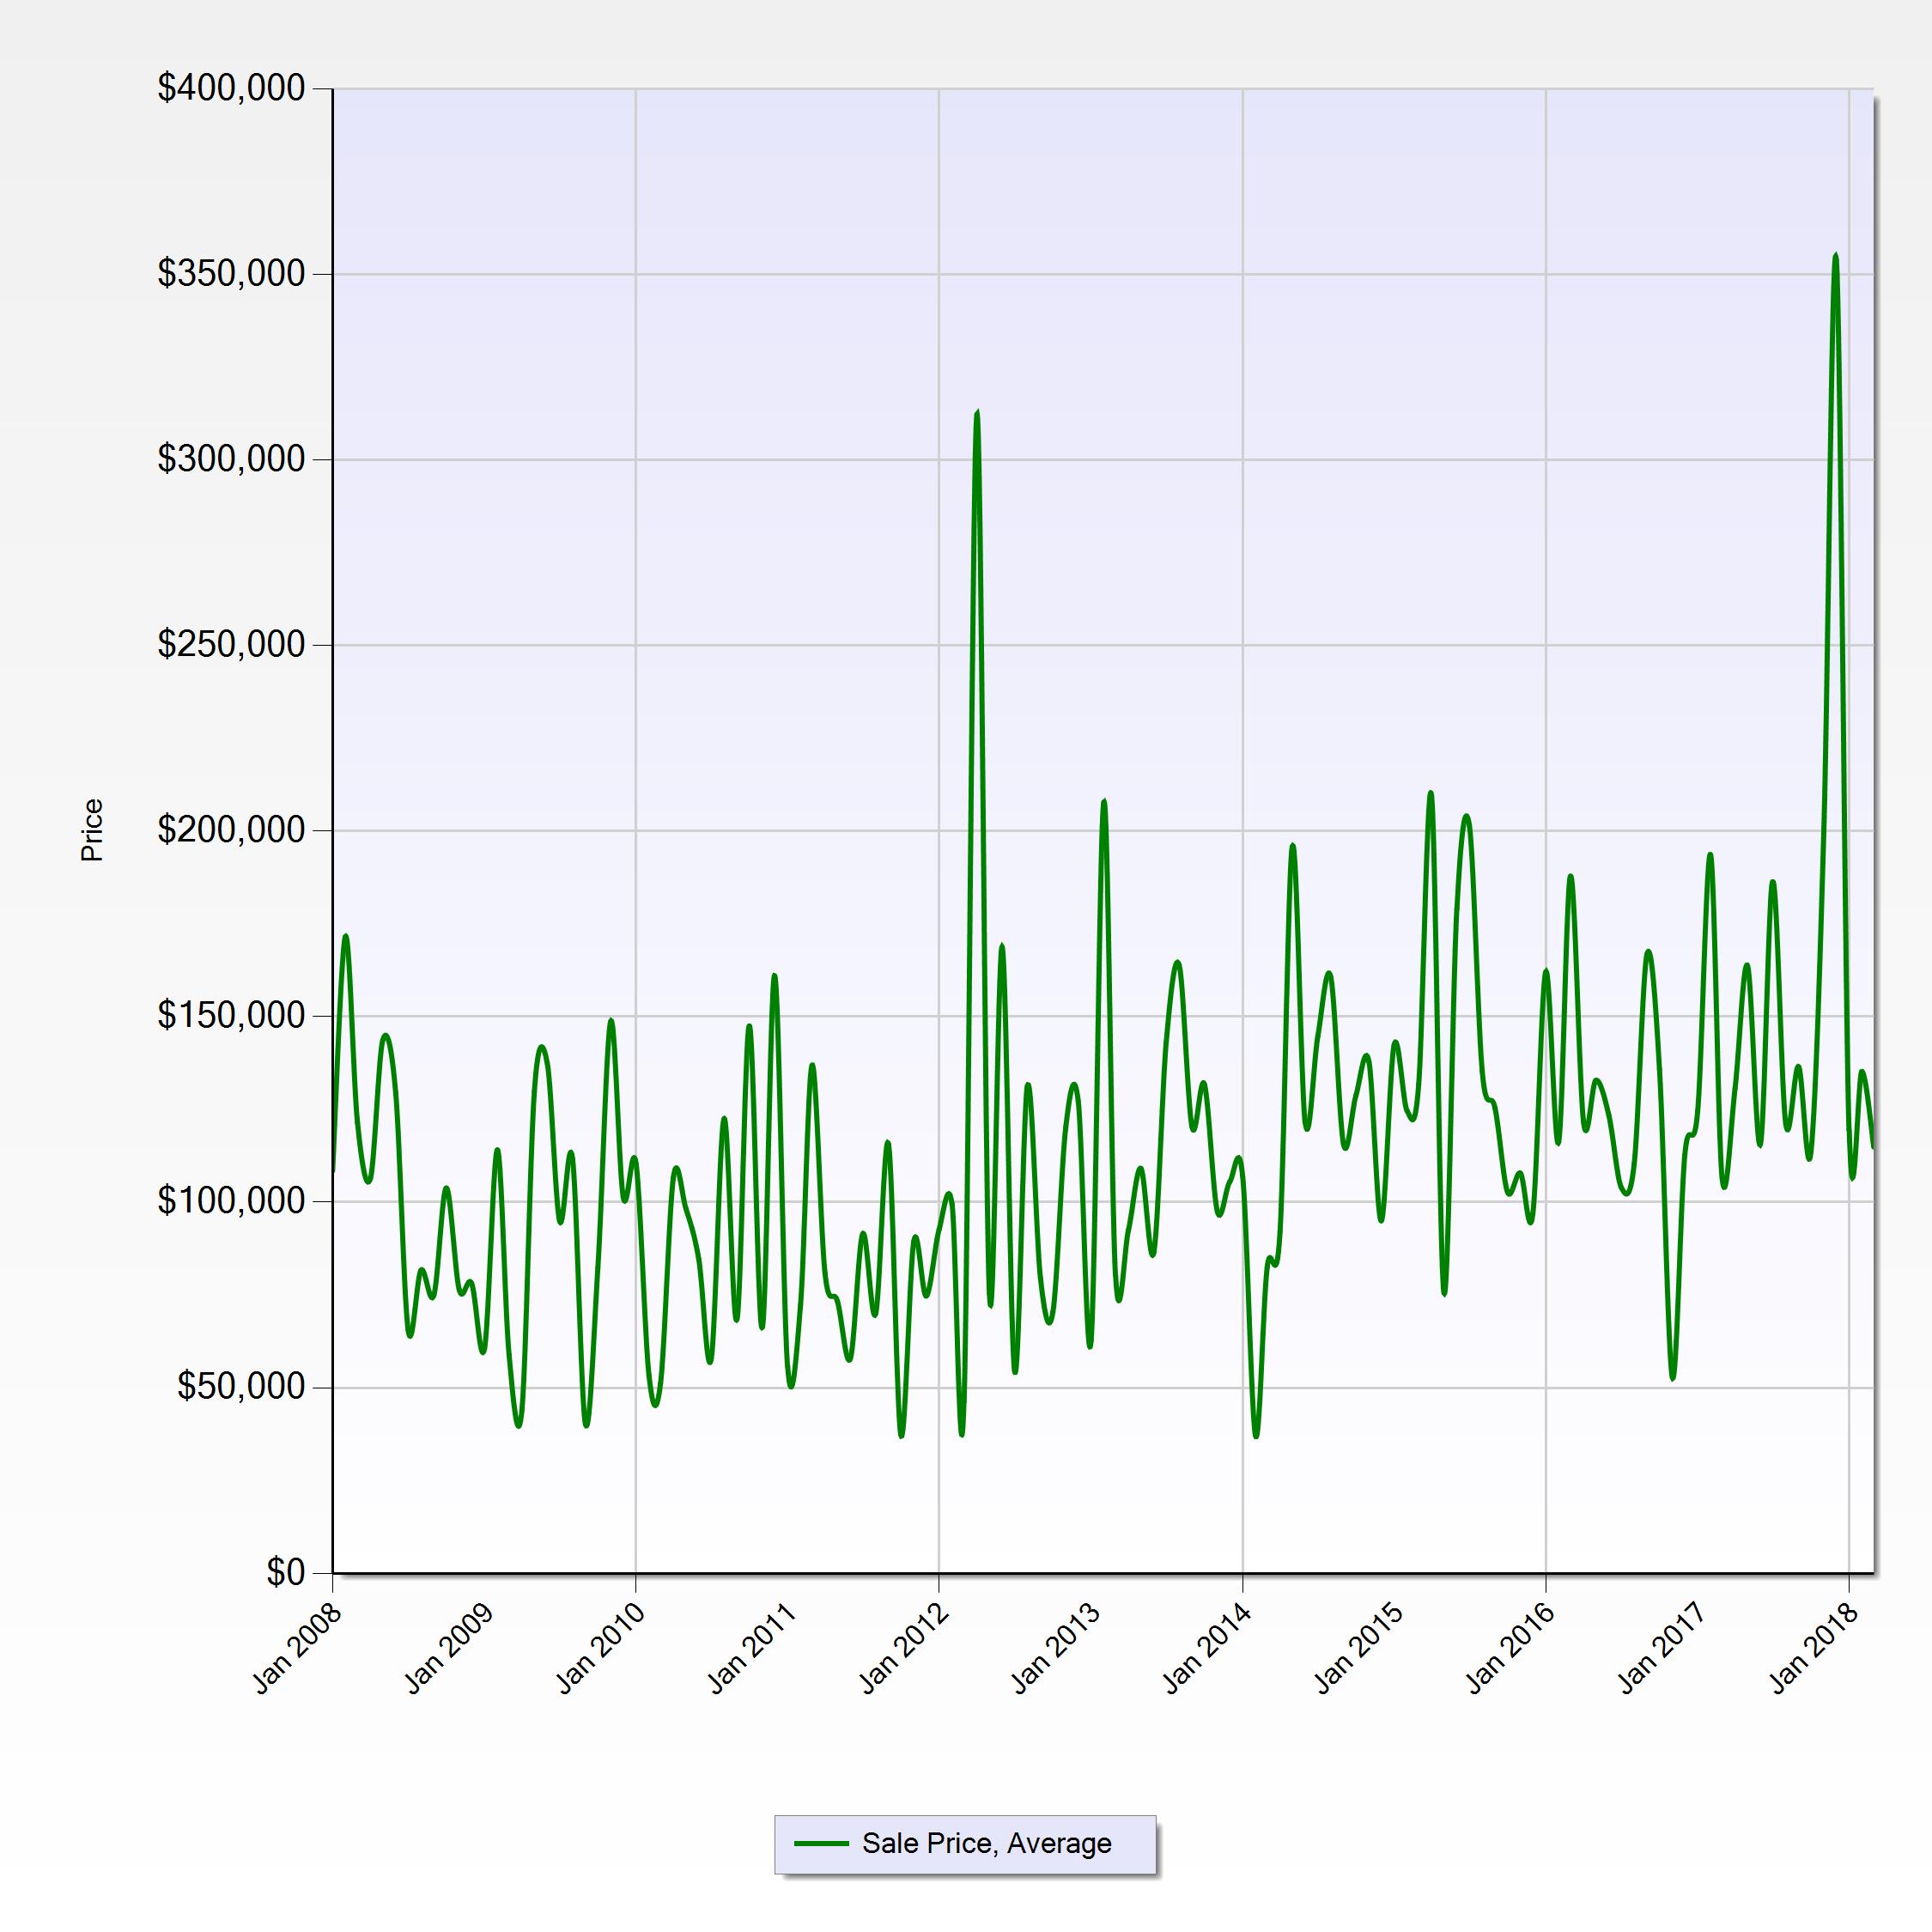 $400,000
$350,000
$300,000
$250,000
$200,000
$150,000
$100,000
$50,000
$0
Price
Jan 2008
Jan 2009
Jan 2010
Jan 2011
Jan 2012
Jan 2013
Jan 2014
Jan 2015
Jan 2016
Jan 2017
Jan 2018
Sale Price, Average